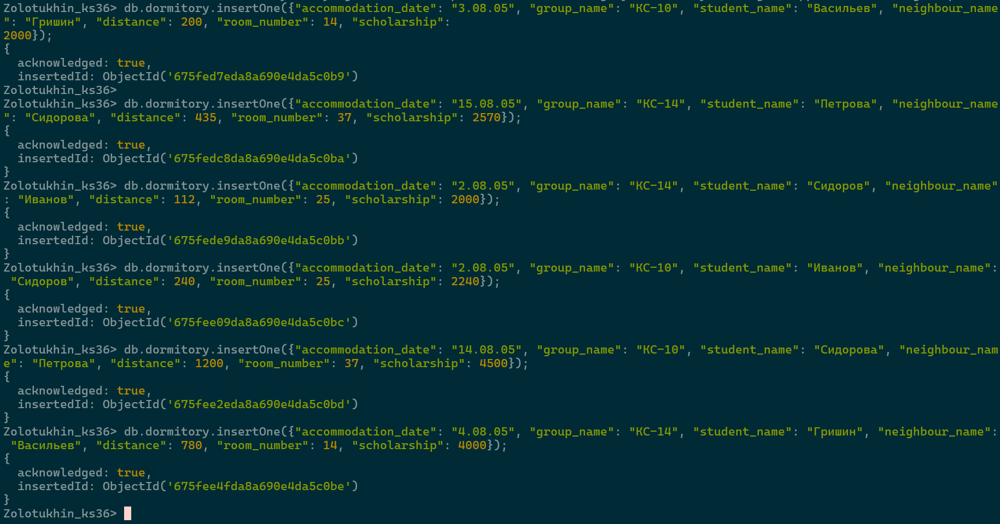 Zolotukhin_ks36> db.dormitory.insertOne({"accommodation_date": "3.08.05", "group_name": "КС-10", "student_name": "Васильев", "neighbour_name
": "Гришин", "distance": 200, "room_number": 14, "scholarship":
2000});
{
  acknowledged: true,
  insertedId: ObjectId('675fed7eda8a690e4da5c0b9')
Zolotukhin_ks36>
Zolotukhin_ks36> db.dormitory.insertOne({"accommodation_date": "15.08.05", "group_name": "КС-14", "student_name": "Петрова", "neighbour_name
": "Сидорова", "distance": 435, "room_number": 37, "scholarship": 2570});
{
  acknowledged: true,
  insertedId: ObjectId('675fedc8da8a690e4da5c0ba')
}
Zolotukhin_ks36> db.dormitory.insertOne({"accommodation_date": "2.08.05", "group_name": "КС-14", "student_name": "Сидоров", "neighbour_name"
: "Иванов", "distance": 112, "room_number": 25, "scholarship": 2000});
{
  acknowledged: true,
  insertedId: ObjectId('675fede9da8a690e4da5c0bb')
}
Zolotukhin_ks36> db.dormitory.insertOne({"accommodation_date": "2.08.05", "group_name": "КС-10", "student_name": "Иванов", "neighbour_name":
 "Сидоров", "distance": 240, "room_number": 25, "scholarship": 2240});
{
  acknowledged: true,
  insertedId: ObjectId('675fee09da8a690e4da5c0bc')
}
Zolotukhin_ks36> db.dormitory.insertOne({"accommodation_date": "14.08.05", "group_name": "КС-10", "student_name": "Сидорова", "neighbour_nam
e": "Петрова", "distance": 1200, "room_number": 37, "scholarship": 4500});
{
  acknowledged: true,
  insertedId: ObjectId('675fee2eda8a690e4da5c0bd')
}
Zolotukhin_ks36> db.dormitory.insertOne({"accommodation_date": "4.08.05", "group_name": "КС-14", "student_name": "Гришин", "neighbour_name":
 "Васильев", "distance": 780, "room_number": 14, "scholarship": 4000});
{
  acknowledged: true,
  insertedId: ObjectId('675fee4fda8a690e4da5c0be')
}
Zolotukhin_ks36>